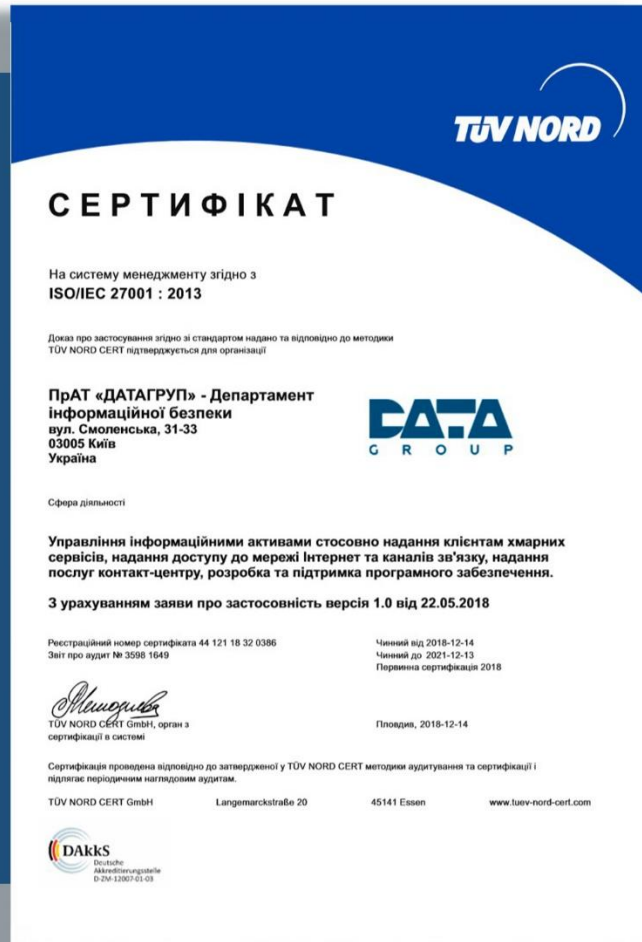 TÜV NORD
СЕРТИФІКАТ
На систему менеджменту згідно з
ISO/IEC 27001 : 2013
Доказ про застосування згідно зі стандартом надано та відповідно до методики
TÜV NORD CERT підтверджується для організації
ПрАТ «ДАТАГРУП» - Департамент
інформаційної безпеки
вул. Смоленська, 31-33
03005 Київ
Україна
DATA
GROUP
Сфера діяльності
Управління інформаційними активами стосовно надання клієнтам хмарних
сервісів, надання доступу до мережі Інтернет та каналів зв'язку, надання
послуг контакт-центру, розробка та підтримка програмного забезпечення.
З урахуванням заяви про застосовність версія 1.0 від 22.05.2018
Реєстраційний номер сертифіката 44 121 18 32 0386
Звіт про аудит № 3598 1649
Чинний від 2018-12-14
Чинний до 2021-12-13
Первинна сертифікація 2018
TÜV NORD CERT GmbH, орган з
сертифікації в системі
Пловдив, 2018-12-14
Сертифікація проведена відповідно до затвердженої у TÜV NORD CERT методики аудитування та сертифікації і
підлягає періодичним наглядовим аудитам.
TÜV NORD CERT GmbH Langemarckstraße 20 45141 Essen www.tuev-nord-cert.com
DAkkS
Deutsche
Akkreditierungsstelle
D-ZM-12007-01-03